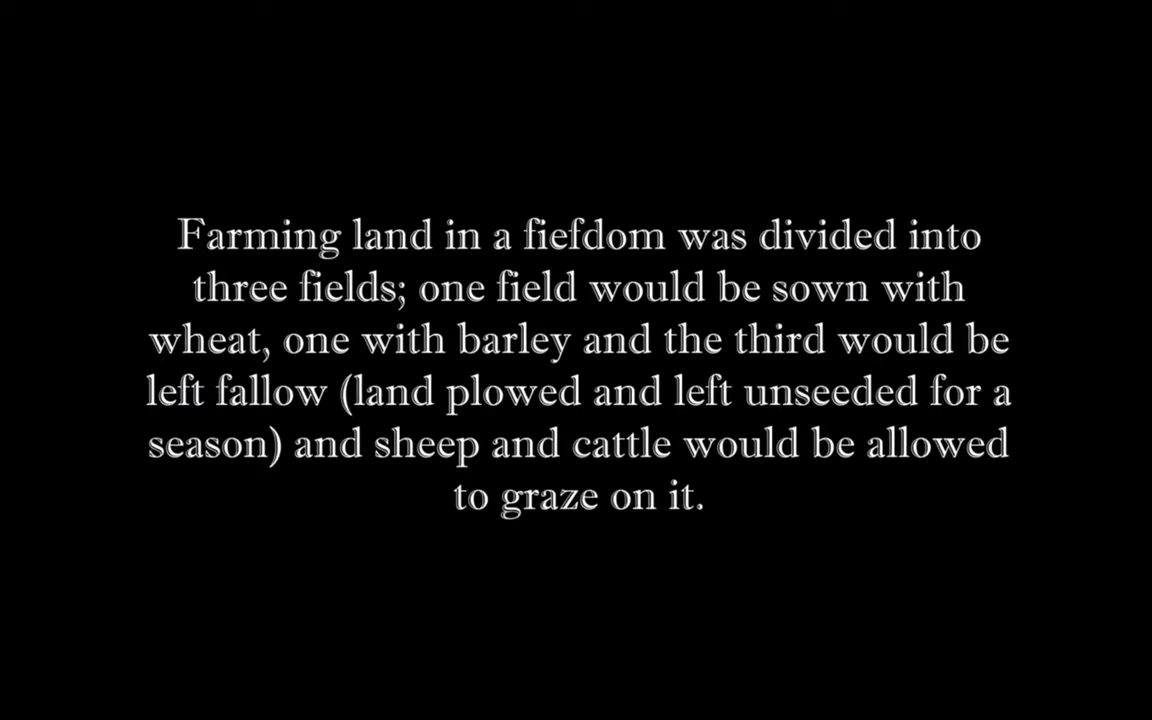 Farming land in a fiefdom was divided into
three fields; one field would be sown with
wheat, one with barley and the third would be
left fallow (land plowed and left unseeded for a
season) and sheep and cattle would be allowed
to graze on it.